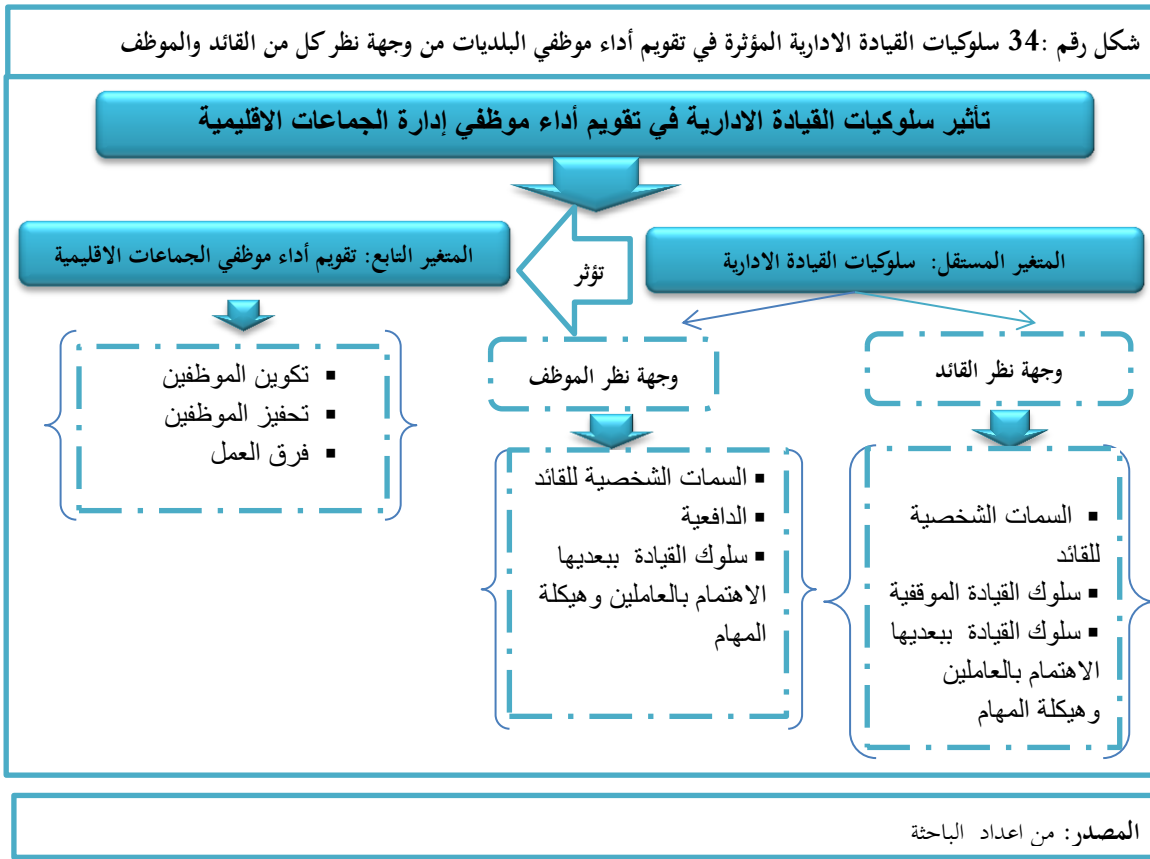 شكل رقم :34 سلوكيات القيادة الادارية المؤثرة في تقويم أداء موظفي البلديات من وجهة نظر كل من القائد والموظف
تأثير سلوكيات القيادة الادارية في تقويم أداء موظفي إدارة الجماعات الاقليمية
المتغير المستقل: سلوكيات القيادة الادارية
تؤثر
المتغير التابع: تقويم أداء موظفي الجماعات الاقليمية
وجهة نظر القائد
▪ السمات الشخصية
للقائد
▪ سلوك القيادة الموقفية
▪ سلوك القيادة ببعديها
الاهتمام بالعاملين
وهيكلة المهام
وجهة نظر الموظف
▪ السمات الشخصية للقائد
▪ الدافعية
▪ سلوك القيادة ببعديها
الاهتمام بالعاملين وهيكلة
المهام
▪ تكوين الموظفين
▪ تحفيز الموظفين
▪ فرق العمل
المصدر: من اعداد الباحثة